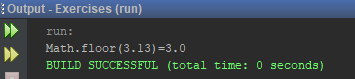 Output - Exercises (run)
run:
Math.floor(3.13)=3.0
BUILD SUCCESSFUL (total time: 0 seconds)